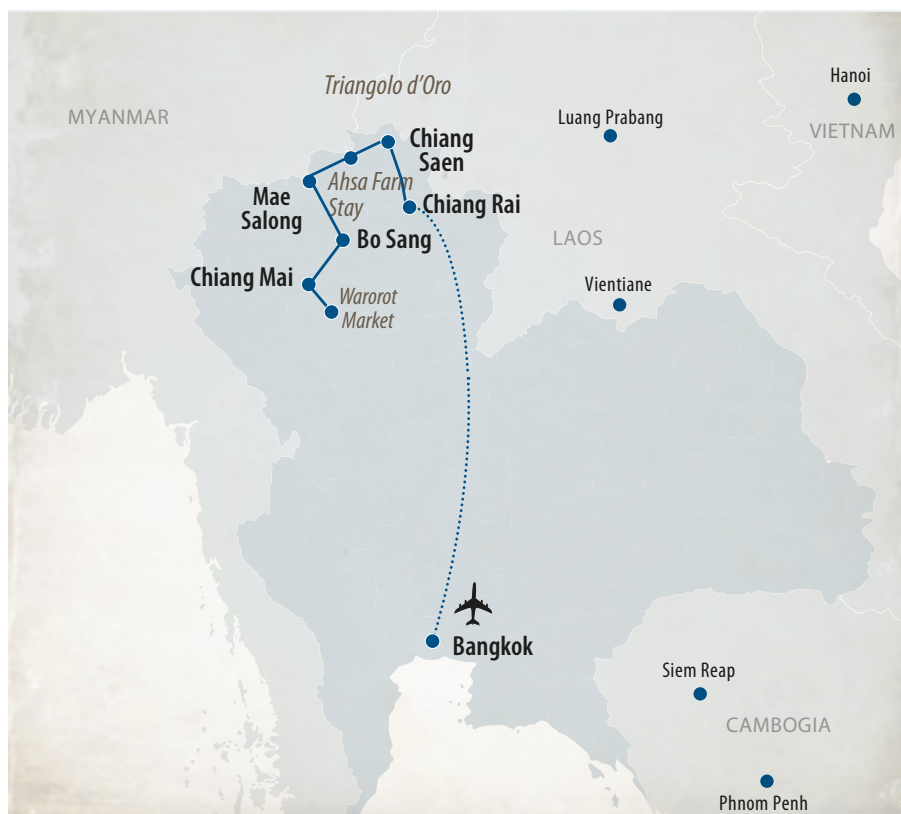 Triangolo d'Oro
Hanoi
MYANMAR
Luang Prabang
VIETNAM
Chiang
Saen
Ahsa Farm
Stay
Mae
Salong
Chiang Rai
Bo Sang
LAOS
Chiang Mai
Vientiane
Warorot
Market
Bangkok
Siem Reap
CAMBOGIA
Phnom Penh